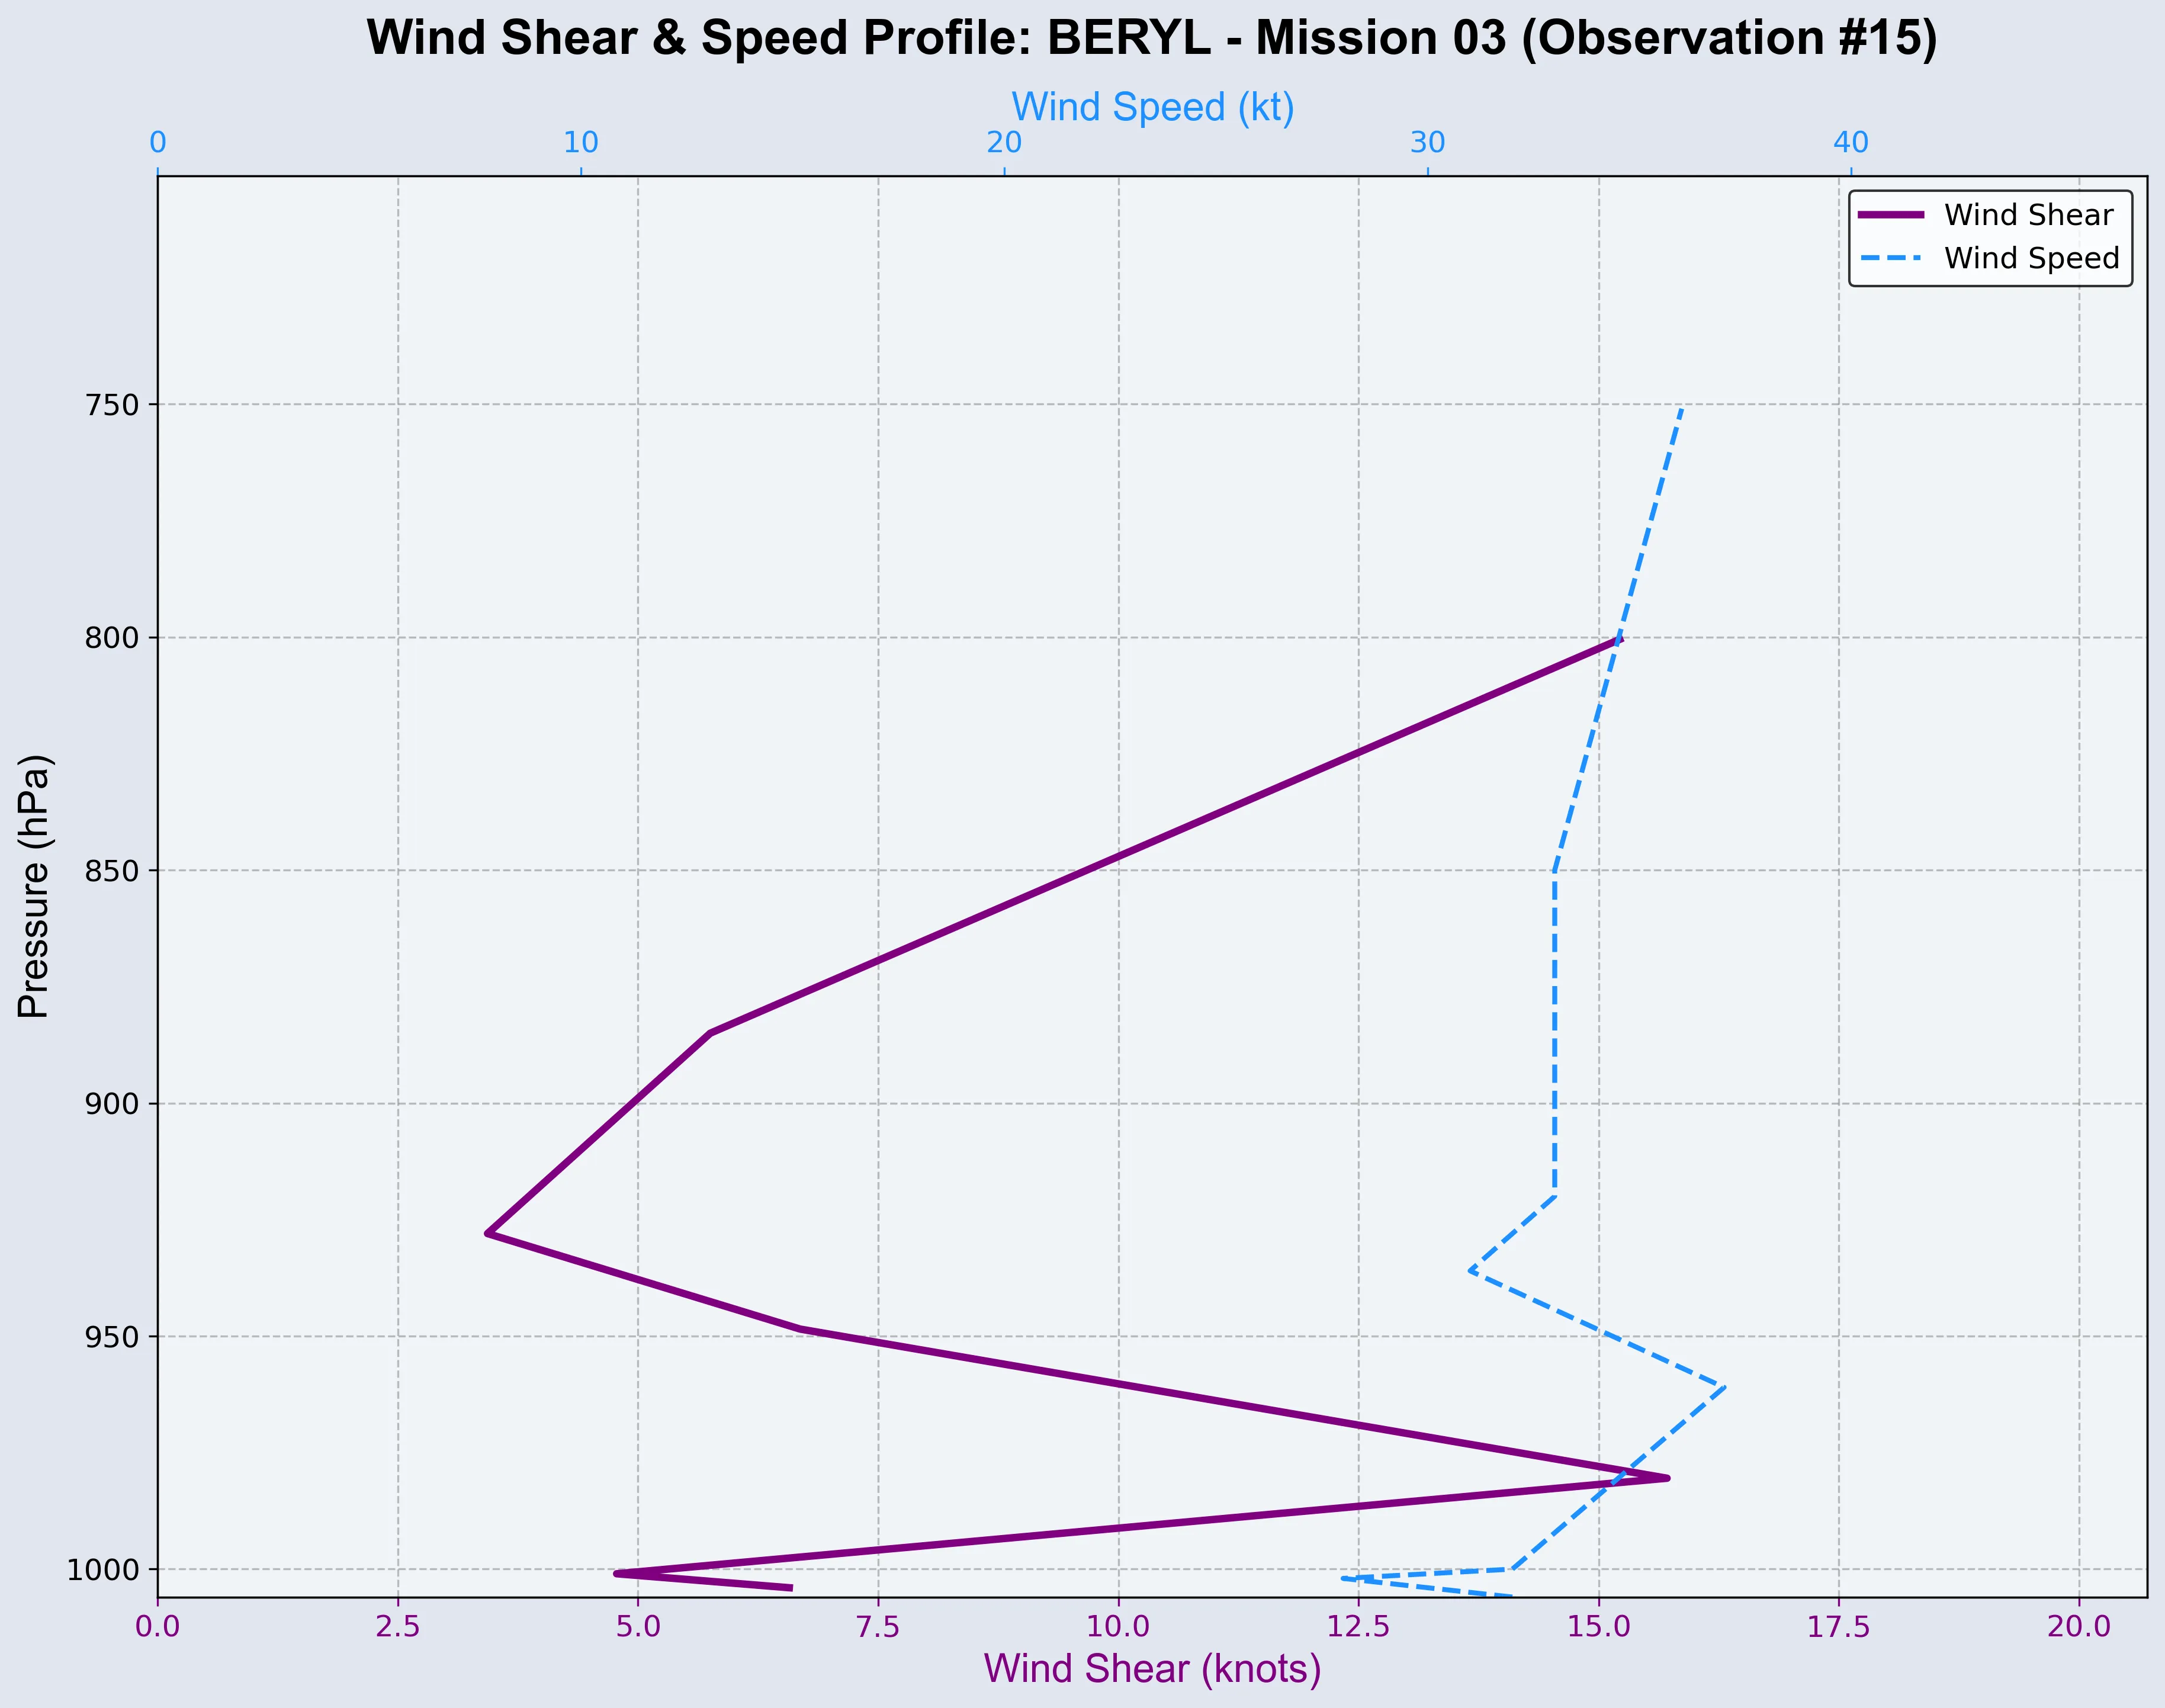 Wind Shear & Speed Profile: BERYL - Mission 03 (Observation #15)
Wind Speed (kt)
0 10 20 30 40
Wind Shear
Wind Speed
Pressure (hPa)
750
800
850
900
950
1000
0.0 2.5 5.0 7.5 10.0 12.5 15.0 17.5 20.0
Wind Shear (knots)